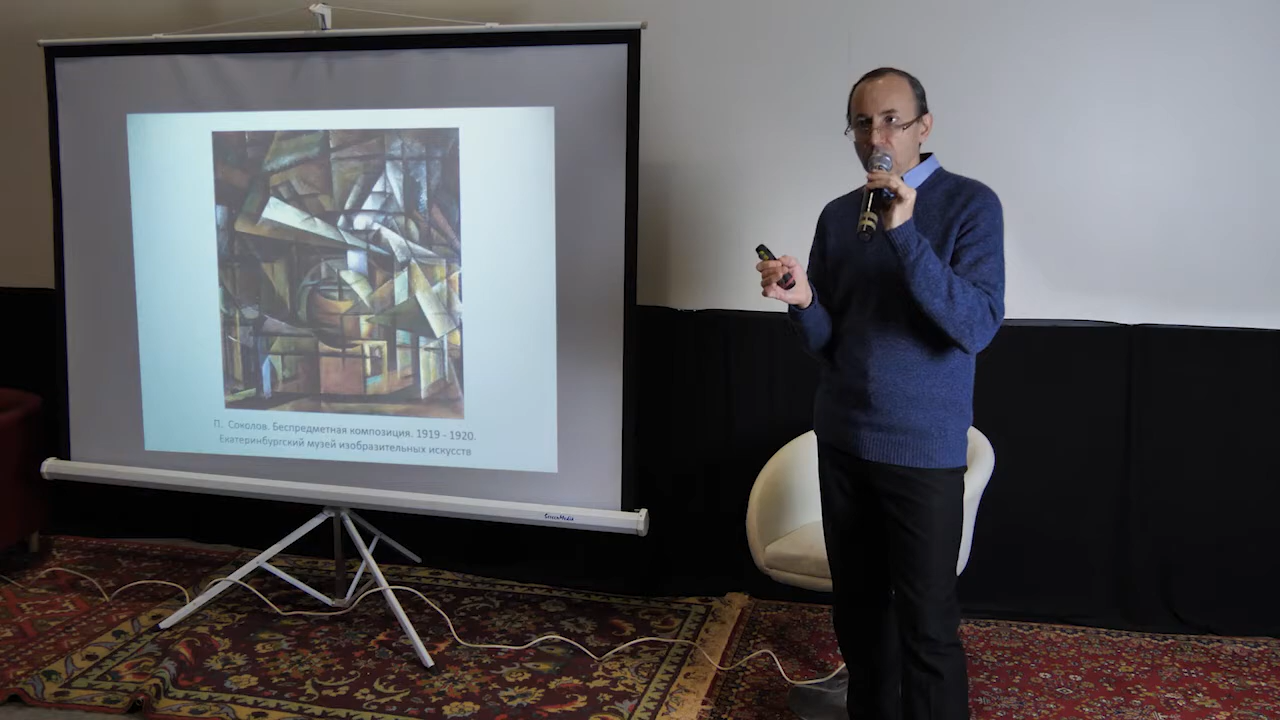 П. Соколов. Беспредметная композиция. 1919 - 1920.
Екатеринбургский музей изобразительных искусств